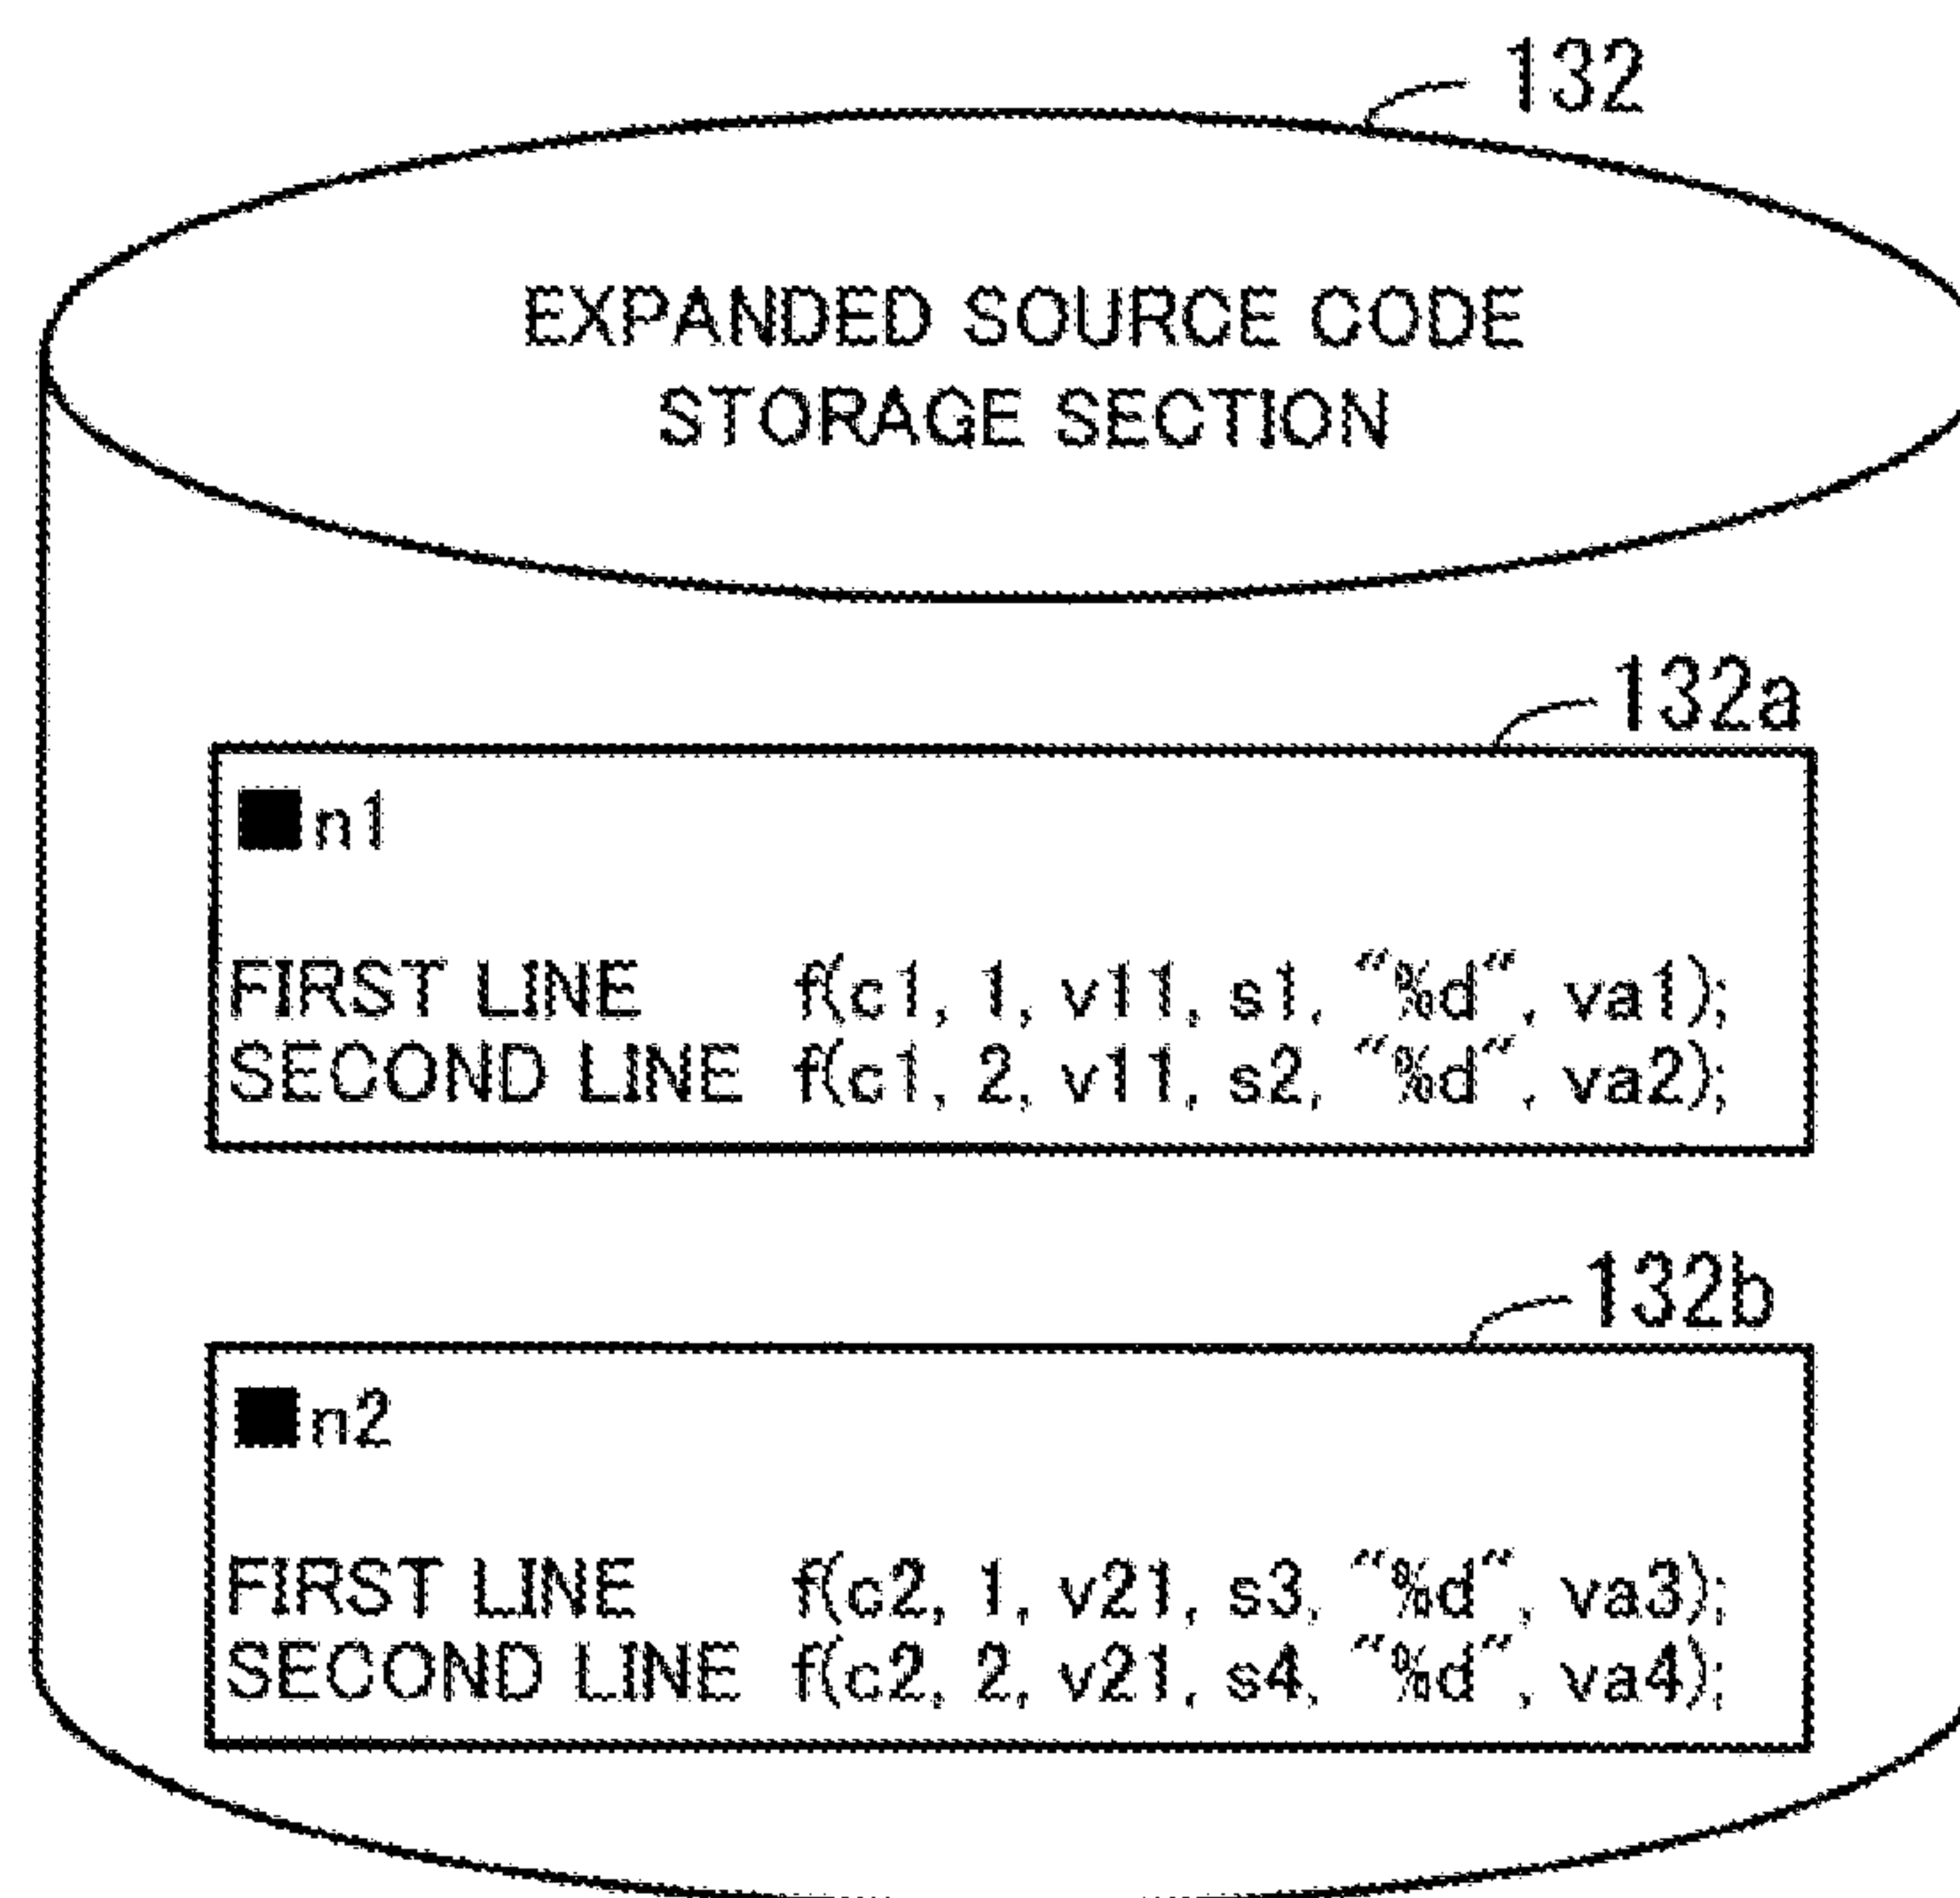 132
EXPANDED SOURCE CODE
STORAGE SECTION
132a
■n1
FIRST LINE f(c1, 1, v11, s1, “%d“, va1);
SECOND LINE f(c1, 2, v11, s2, “%d“, va2);
132b
■n2
FIRST LINE f(c2, 1, v21, s3, “%d“, va3);
SECOND LINE f(c2, 2, v21, s4, “%d“, va4);